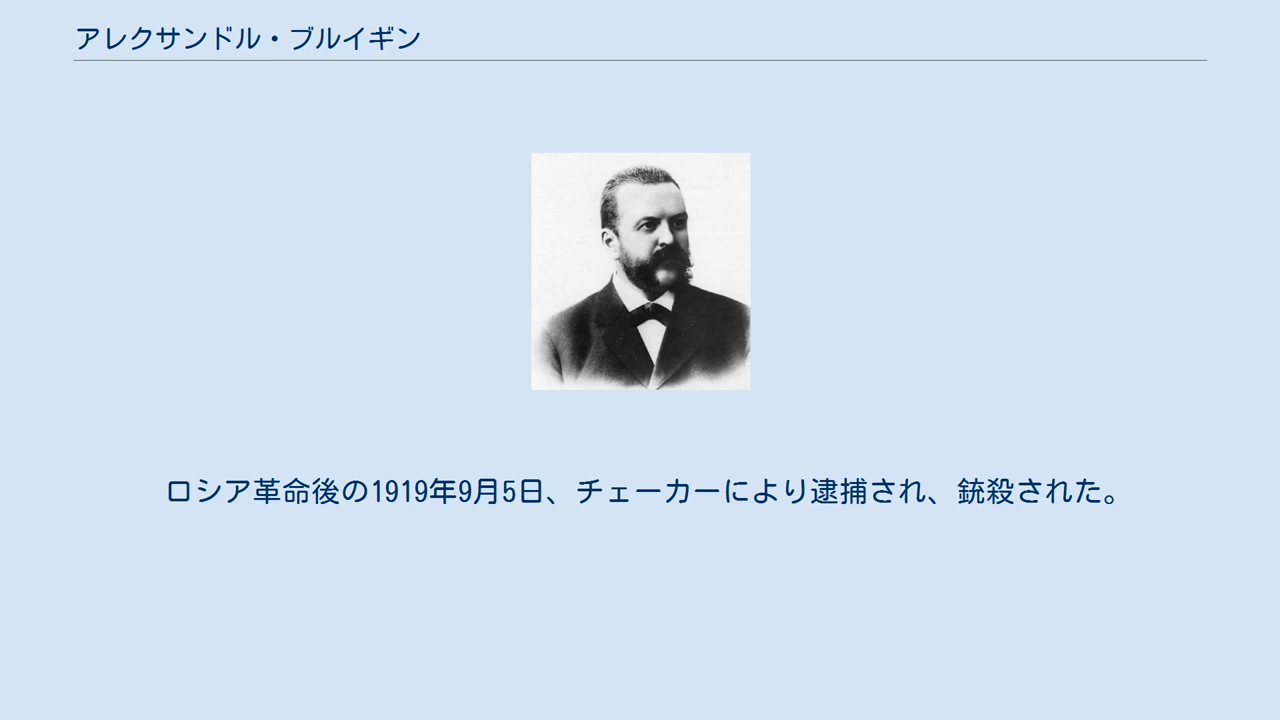 アレクサンドル・ブルイギン
ロシア革命後の1919年9月5日、チェーカーにより逮捕され、銃殺された。